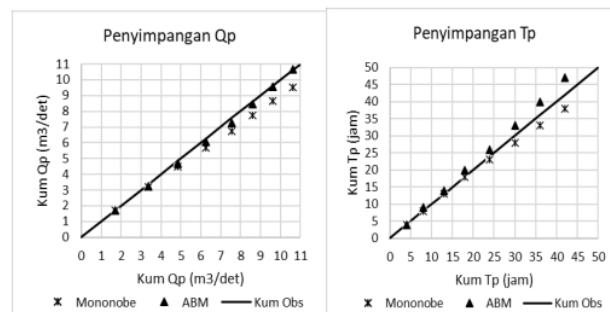 Penyimpangan Qp
Kum Qp (m3/det)
11
10
9
8
7
6
5
4
3
2
1
0
0 1 2 3 4 5 6 7 8 9 10 11
Kum Qp (m3/det)
Mononobe ABM Kum Obs
Penyimpangan Tp
Kum Tp (jam)
50
45
40
35
30
25
20
15
10
5
0
0 5 10 15 20 25 30 35 40 45 50
Kum Tp (jam)
Mononobe ABM Kum Obs